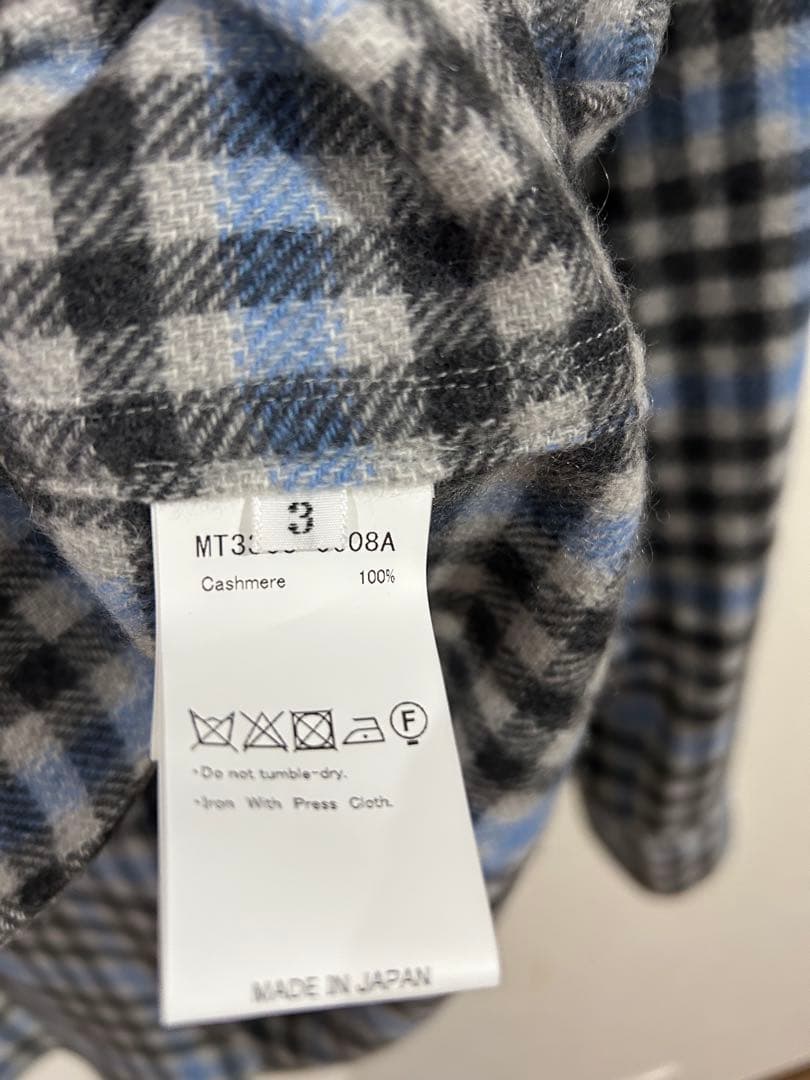 3
Cashmere 100%
F
•Do not tumble-dry.
•Iron With Press Cloth.
MADE IN JAPAN